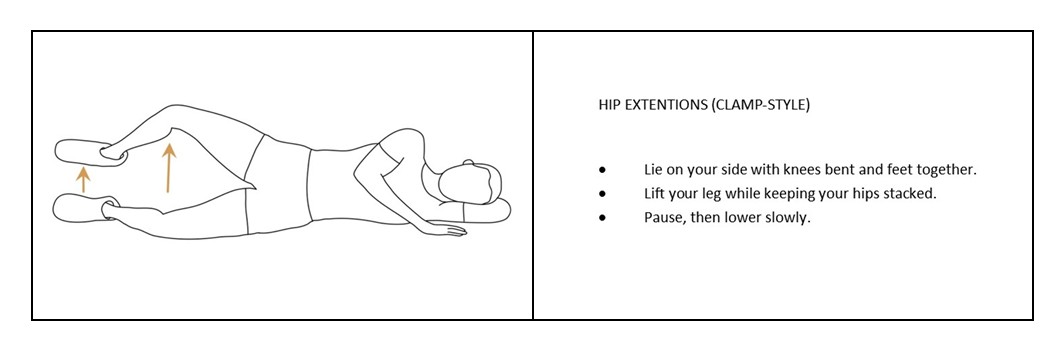 HIP EXTENTIONS (CLAMP-STYLE)
• Lie on your side with knees bent and feet together.
• Lift your leg while keeping your hips stacked.
• Pause, then lower slowly.